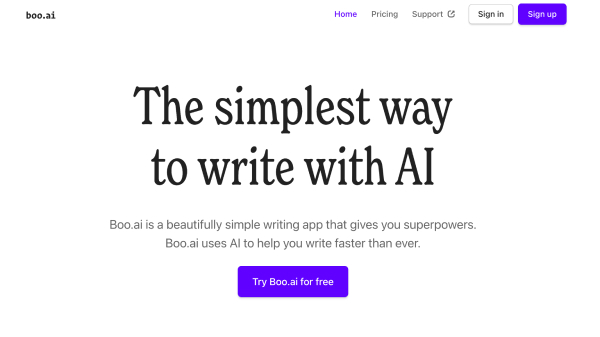 boo.ai
Home Pricing Support Sign in Sign up
The simplest way
to write with AI
Boo.ai is a beautifully simple writing app that gives you superpowers.
Boo.ai uses AI to help you write faster than ever.
Try Boo.ai for free